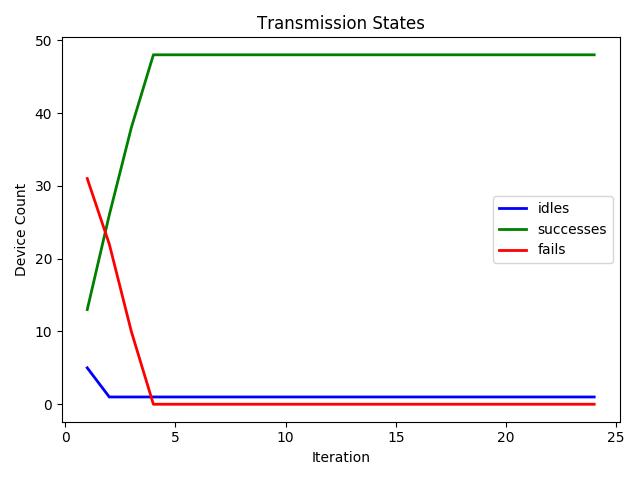 Transmission States
50
40
30
20
10
0
Device Count
idles
successes
fails
0 5 10 15 20 25
Iteration